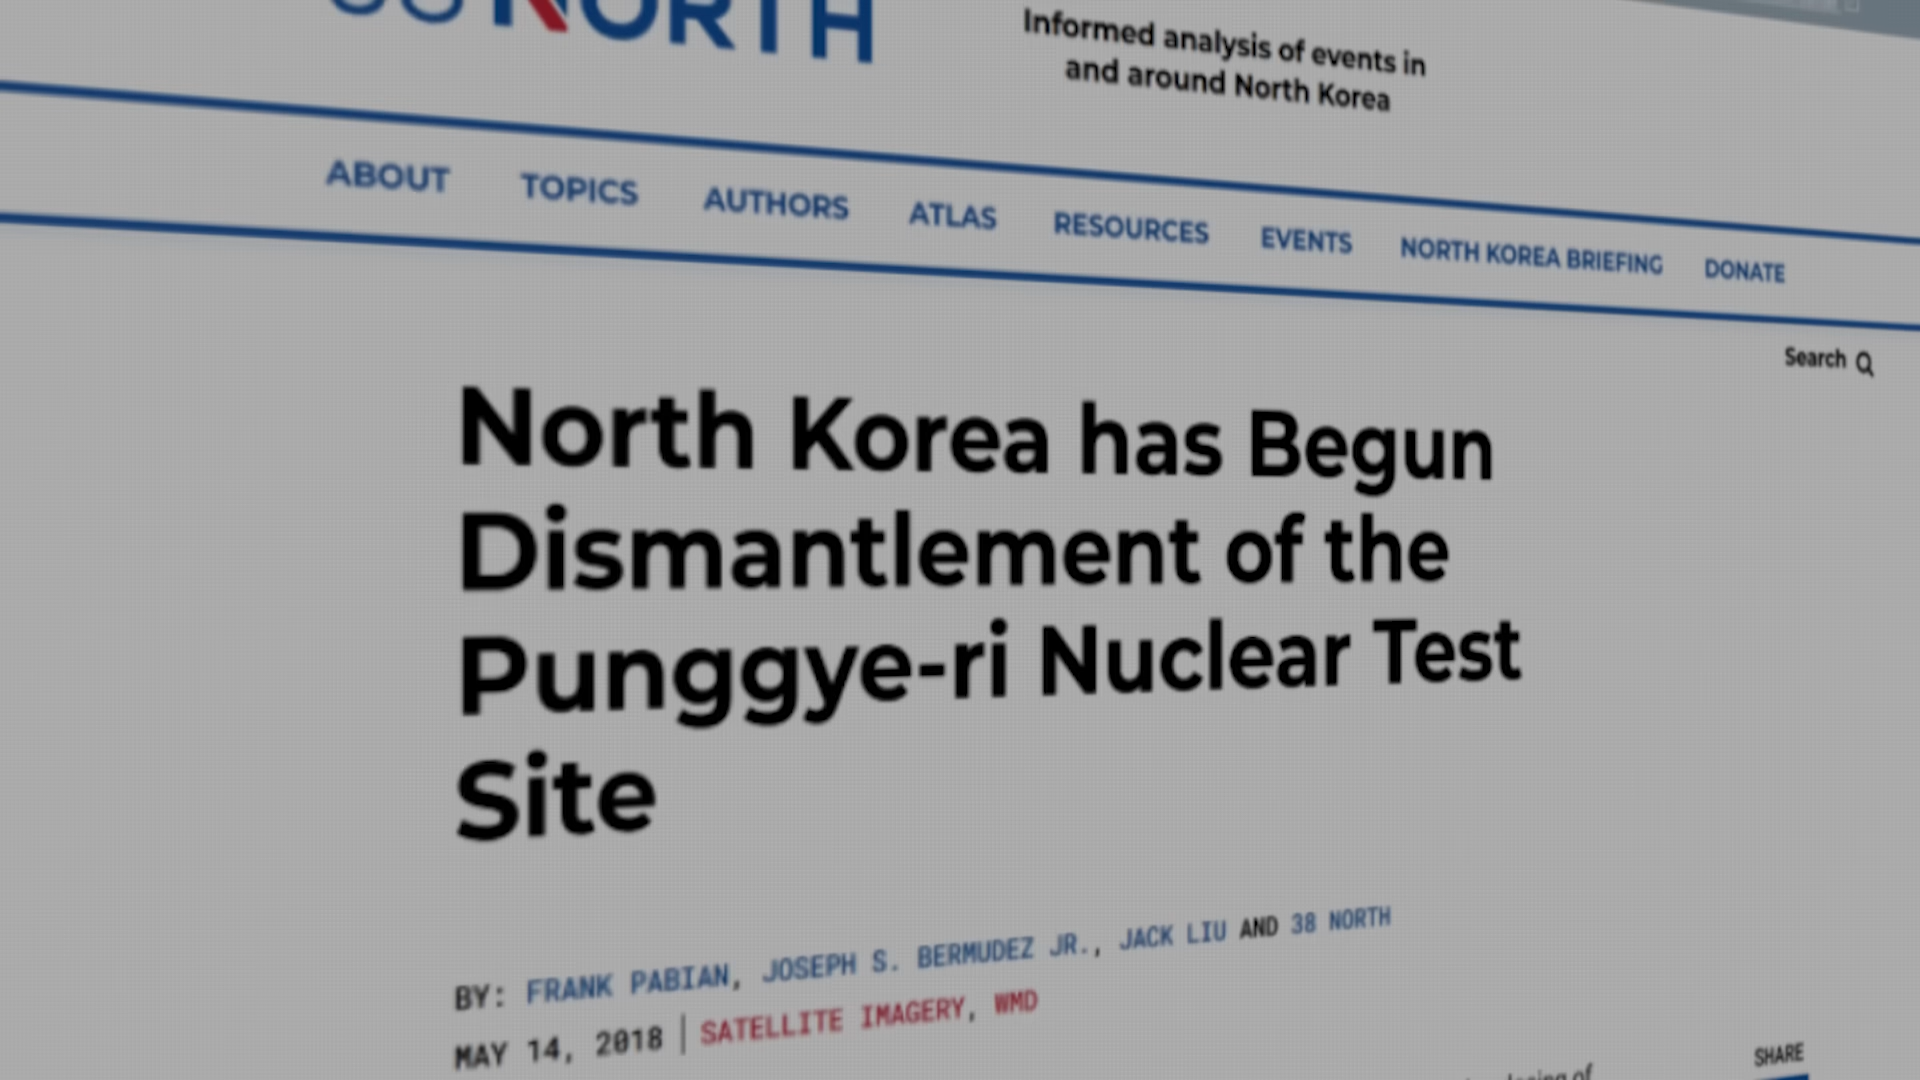 NORTH
Informed analysis of events in
and around North Korea
ABOUT TOPICS AUTHORS ATLAS RESOURCES EVENTS NORTH KOREA BRIEFING DONATE
Search
North Korea has Begun
Dismantlement of the
Punggye-ri Nuclear Test
Site
BY: FRANK PABIAN, JOSEPH S. BERMUDEZ JR., JACK LIU AND 38 NORTH
MAY 14, 2018 | SATELLITE IMAGERY, WMD
SHARE
of